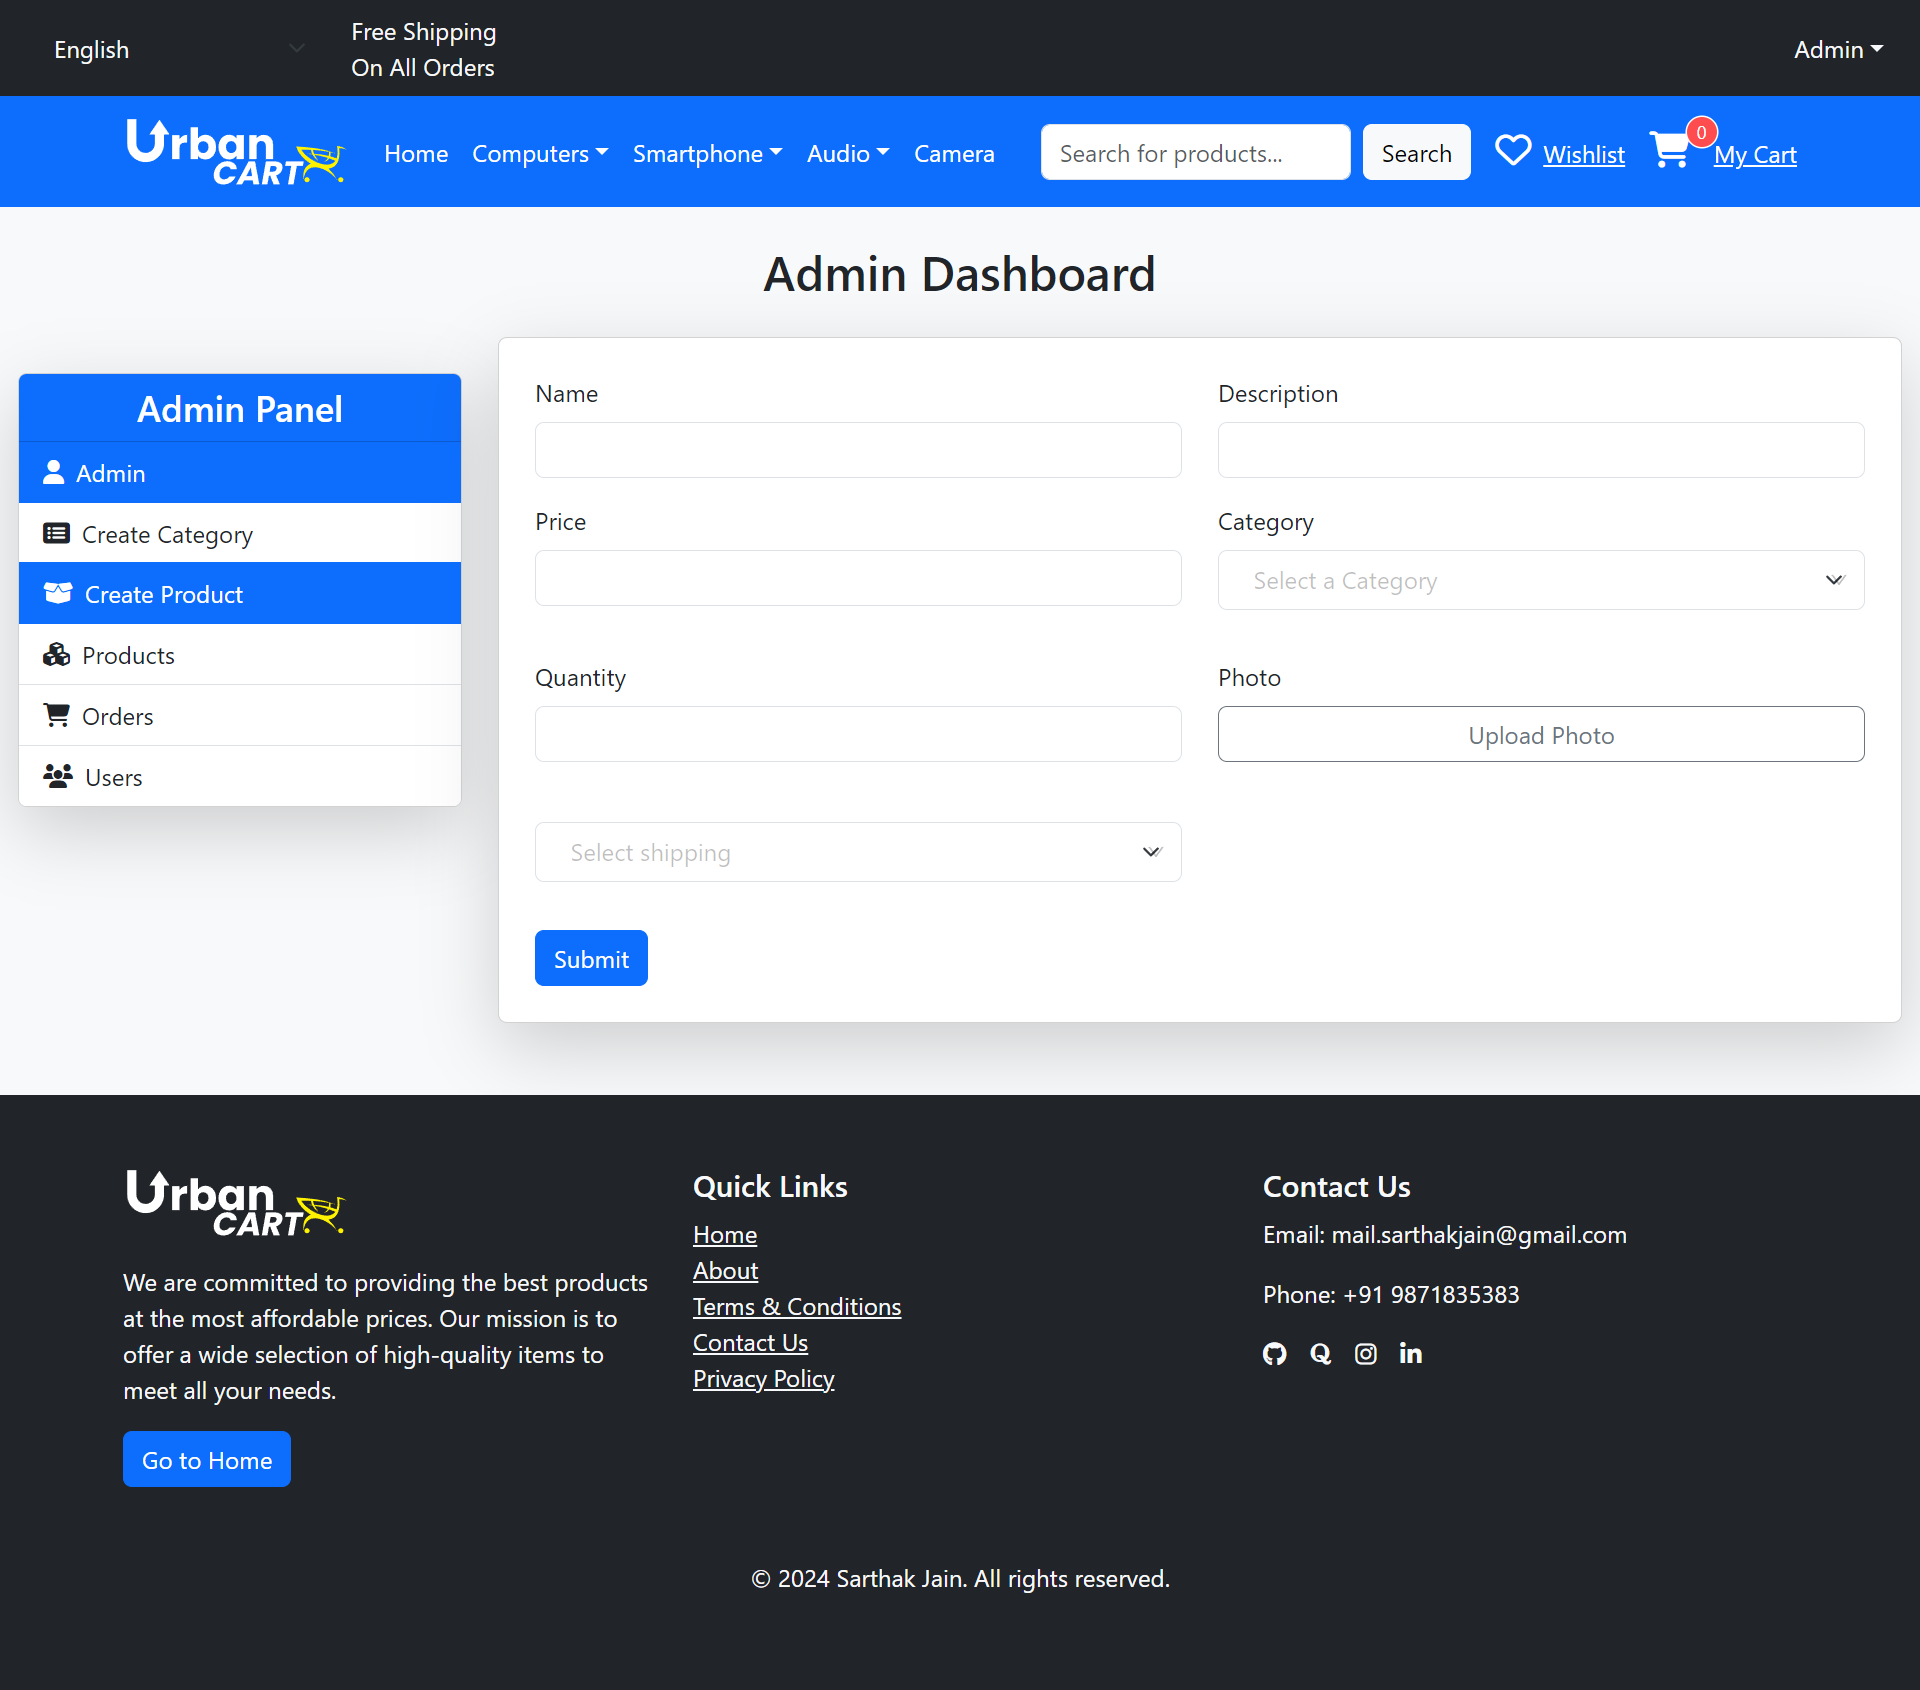 English
Free Shipping
On All Orders
Admin
Urban
CART
Home Computers Smartphone Audio Camera
Search for products...
Search
Wishlist
0
My Cart
Admin Dashboard
Admin Panel
Admin
Create Category
Create Product
Products
Orders
Users
Name
Description
Price
Category
Select a Category
Quantity
Photo
Upload Photo
Select shipping
Submit
Urban
CART
We are committed to providing the best products
at the most affordable prices. Our mission is to
offer a wide selection of high-quality items to
meet all your needs.
Go to Home
Quick Links
Home
About
Terms & Conditions
Contact Us
Privacy Policy
Contact Us
Email: mail.sarthakjain@gmail.com
Phone: +91 9871835383
© 2024 Sarthak Jain. All rights reserved.